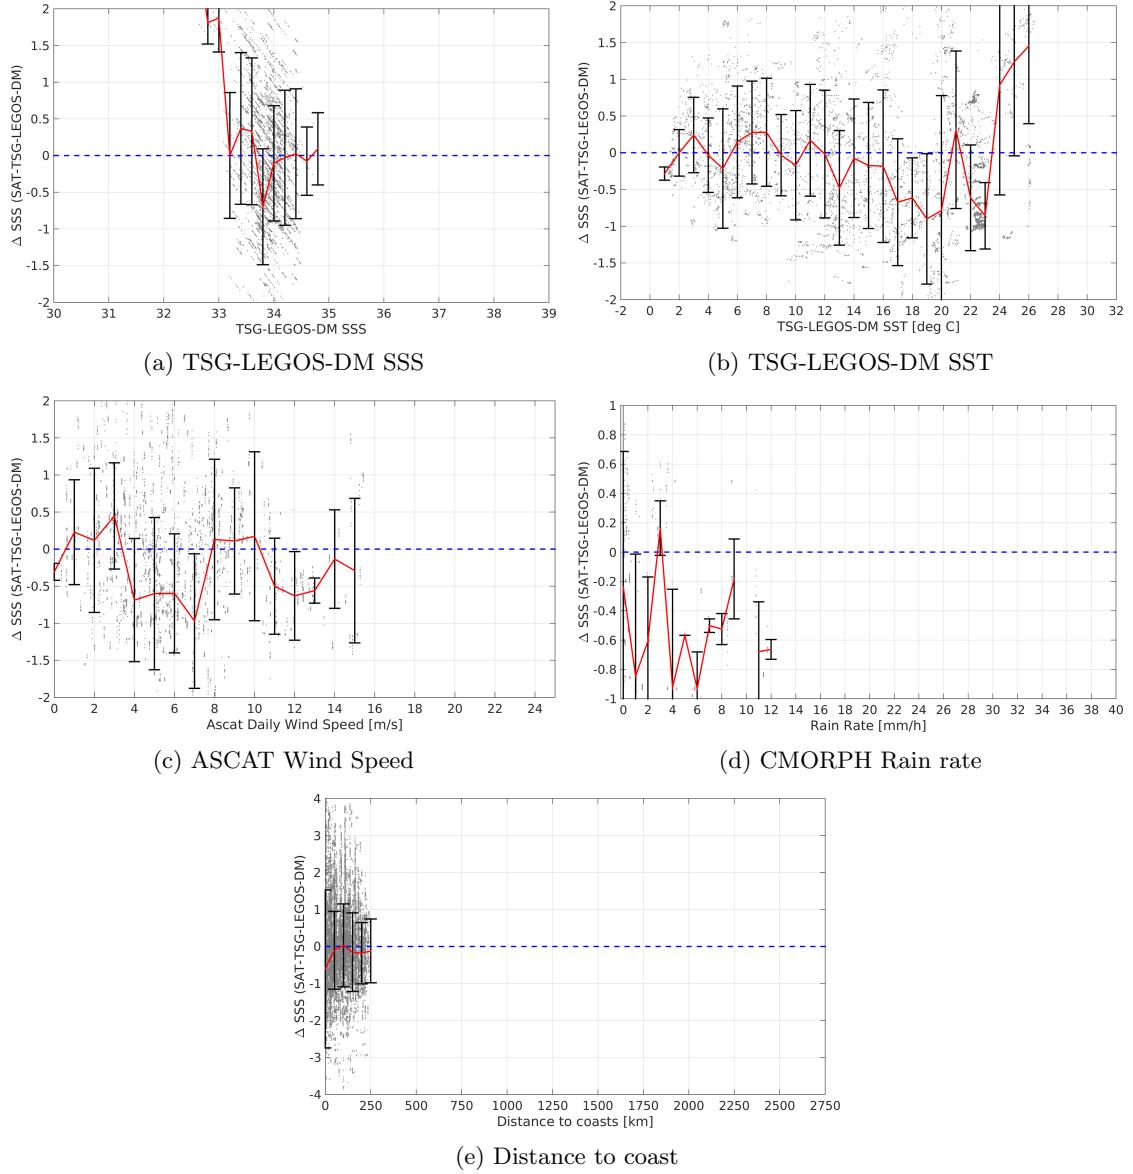 2
1.5
1
0.5
0
-0.5
-1
-1.5
-2
Δ SSS (SAT-TSG-LEGOS-DM)
30 31 32 33 34 35 36 37 38 39
TSG-LEGOS-DM SSS
(a) TSG-LEGOS-DM SSS
2
1.5
1
0.5
0
-0.5
-1
-1.5
-2
Δ SSS (SAT-TSG-LEGOS-DM)
-2 0 2 4 6 8 10 12 14 16 18 20 22 24 26 28 30 32
TSG-LEGOS-DM SST [deg C]
(b) TSG-LEGOS-DM SST
2
1.5
1
0.5
0
-0.5
-1
-1.5
-2
Δ SSS (SAT-TSG-LEGOS-DM)
0 2 4 6 8 10 12 14 16 18 20 22 24
Ascat Daily Wind Speed [m/s]
(c) ASCAT Wind Speed
1
0.8
0.6
0.4
0.2
0
-0.2
-0.4
-0.6
-0.8
-1
Δ SSS (SAT-TSG-LEGOS-DM)
0 2 4 6 8 10 12 14 16 18 20 22 24 26 28 30 32 34 36 38 40
Rain Rate [mm/h]
(d) CMORPH Rain rate
4
3
2
1
0
-1
-2
-3
-4
Δ SSS (SAT-TSG-LEGOS-DM)
0 250 500 750 1000 1250 1500 1750 2000 2250 2500 2750
Distance to coasts [km]
(e) Distance to coast